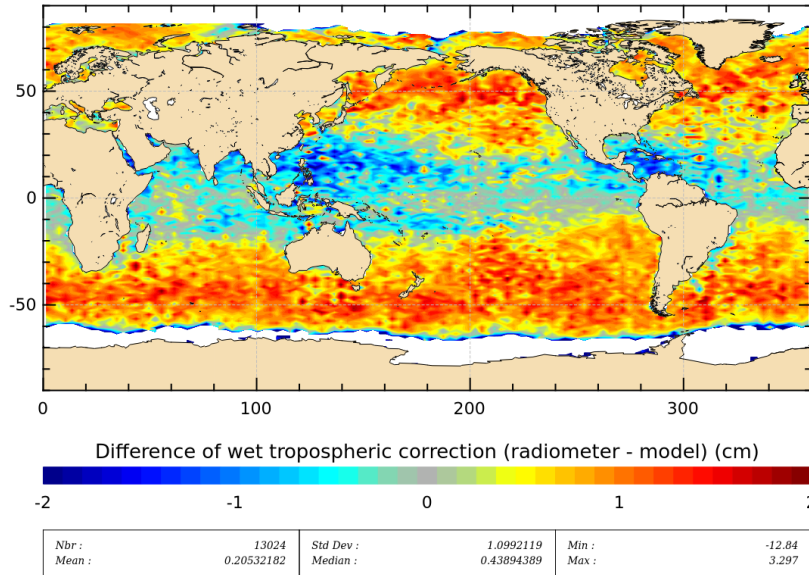 50
0
-50
0 100 200 300
Difference of wet tropospheric correction (radiometer - model) (cm)
-2 -1 0 1 2
Nbr : 13024 Std Dev : 1.0992119 Min : -12.84
Mean : 0.20532182 Median : 0.43894389 Max : 3.297